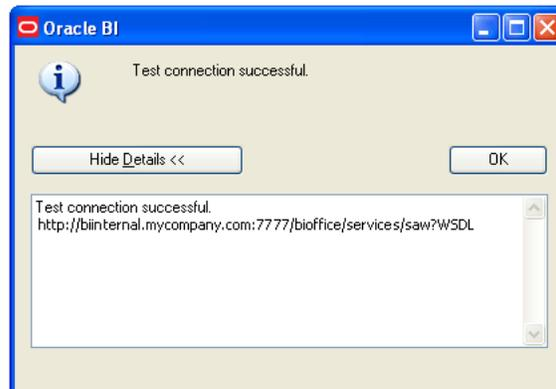 Oracle BI
Test connection successful.
Hide Details <<
OK
Test connection successful.
http://biinternal.mycompany.com:7777/bioffice/services/saw?WSDL